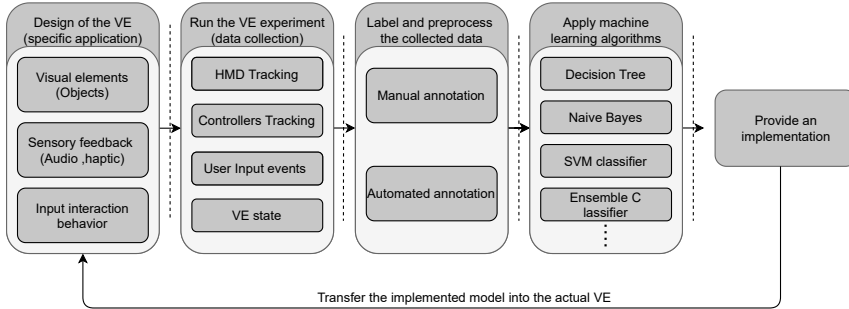 Design of the VE
(specific application)
Visual elements
(Objects)
Sensory feedback
(Audio ,haptic)
Input interaction
behavior
Run the VE experiment
(data collection)
HMD Tracking
Controllers Tracking
User Input events
VE state
Label and preprocess
the collected data
Manual annotation
Automated annotation
Apply machine
learning algorithms
Decision Tree
Naive Bayes
SVM classifier
Ensemble C
lassifier
Provide an
implementation
Transfer the implemented model into the actual VE